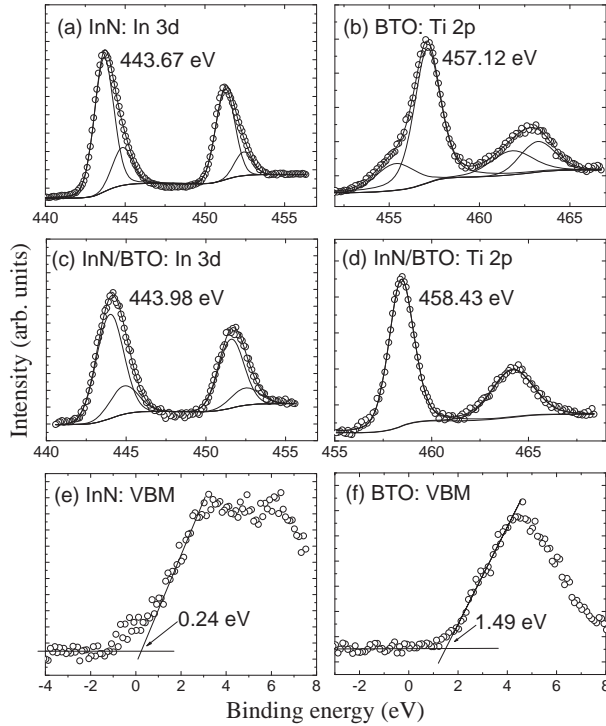 (a) InN: In 3d
443.67 eV
440 445 450 455
(b) BTO: Ti 2p
457.12 eV
455 460 465
(c) InN/BTO: In 3d
443.98 eV
440 445 450 455
(d) InN/BTO: Ti 2p
458.43 eV
455 460 465
(e) InN: VBM
0.24 eV
-4 -2 0 2 4 6 8
(f) BTO: VBM
1.49 eV
-4 -2 0 2 4 6 8
Intensity (arb. units)
Binding energy (eV)